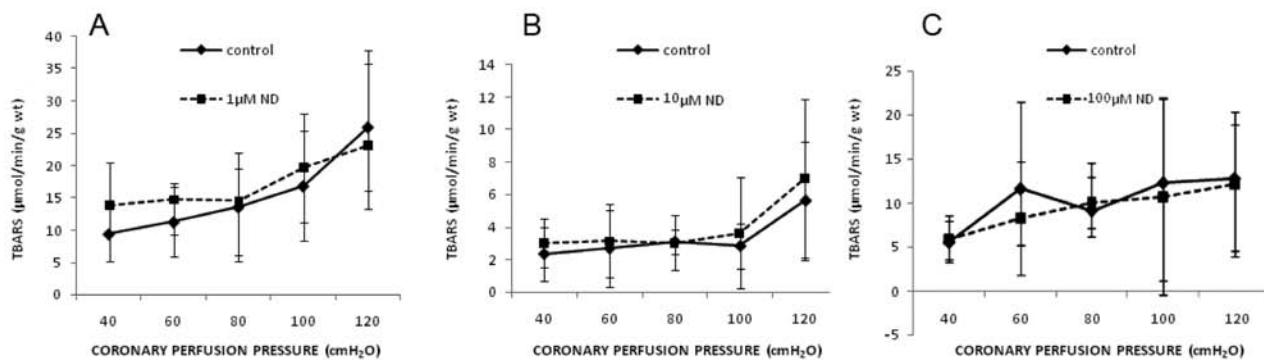 A
control
1µM ND
TBARS (µmol/min/g wt)
40
35
30
25
20
15
10
5
0
40 60 80 100 120
CORONARY PERFUSION PRESSURE (cmH₂O)
B
control
10µM ND
TBARS (µmol/min/g wt)
14
12
10
8
6
4
2
0
40 60 80 100 120
CORONARY PERFUSION PRESSURE (cmH₂O)
C
control
100µM ND
TBARS (µmol/min/g wt)
25
20
15
10
5
0
-5
40 60 80 100 120
CORONARY PERFUSION PRESSURE (cmH₂O)